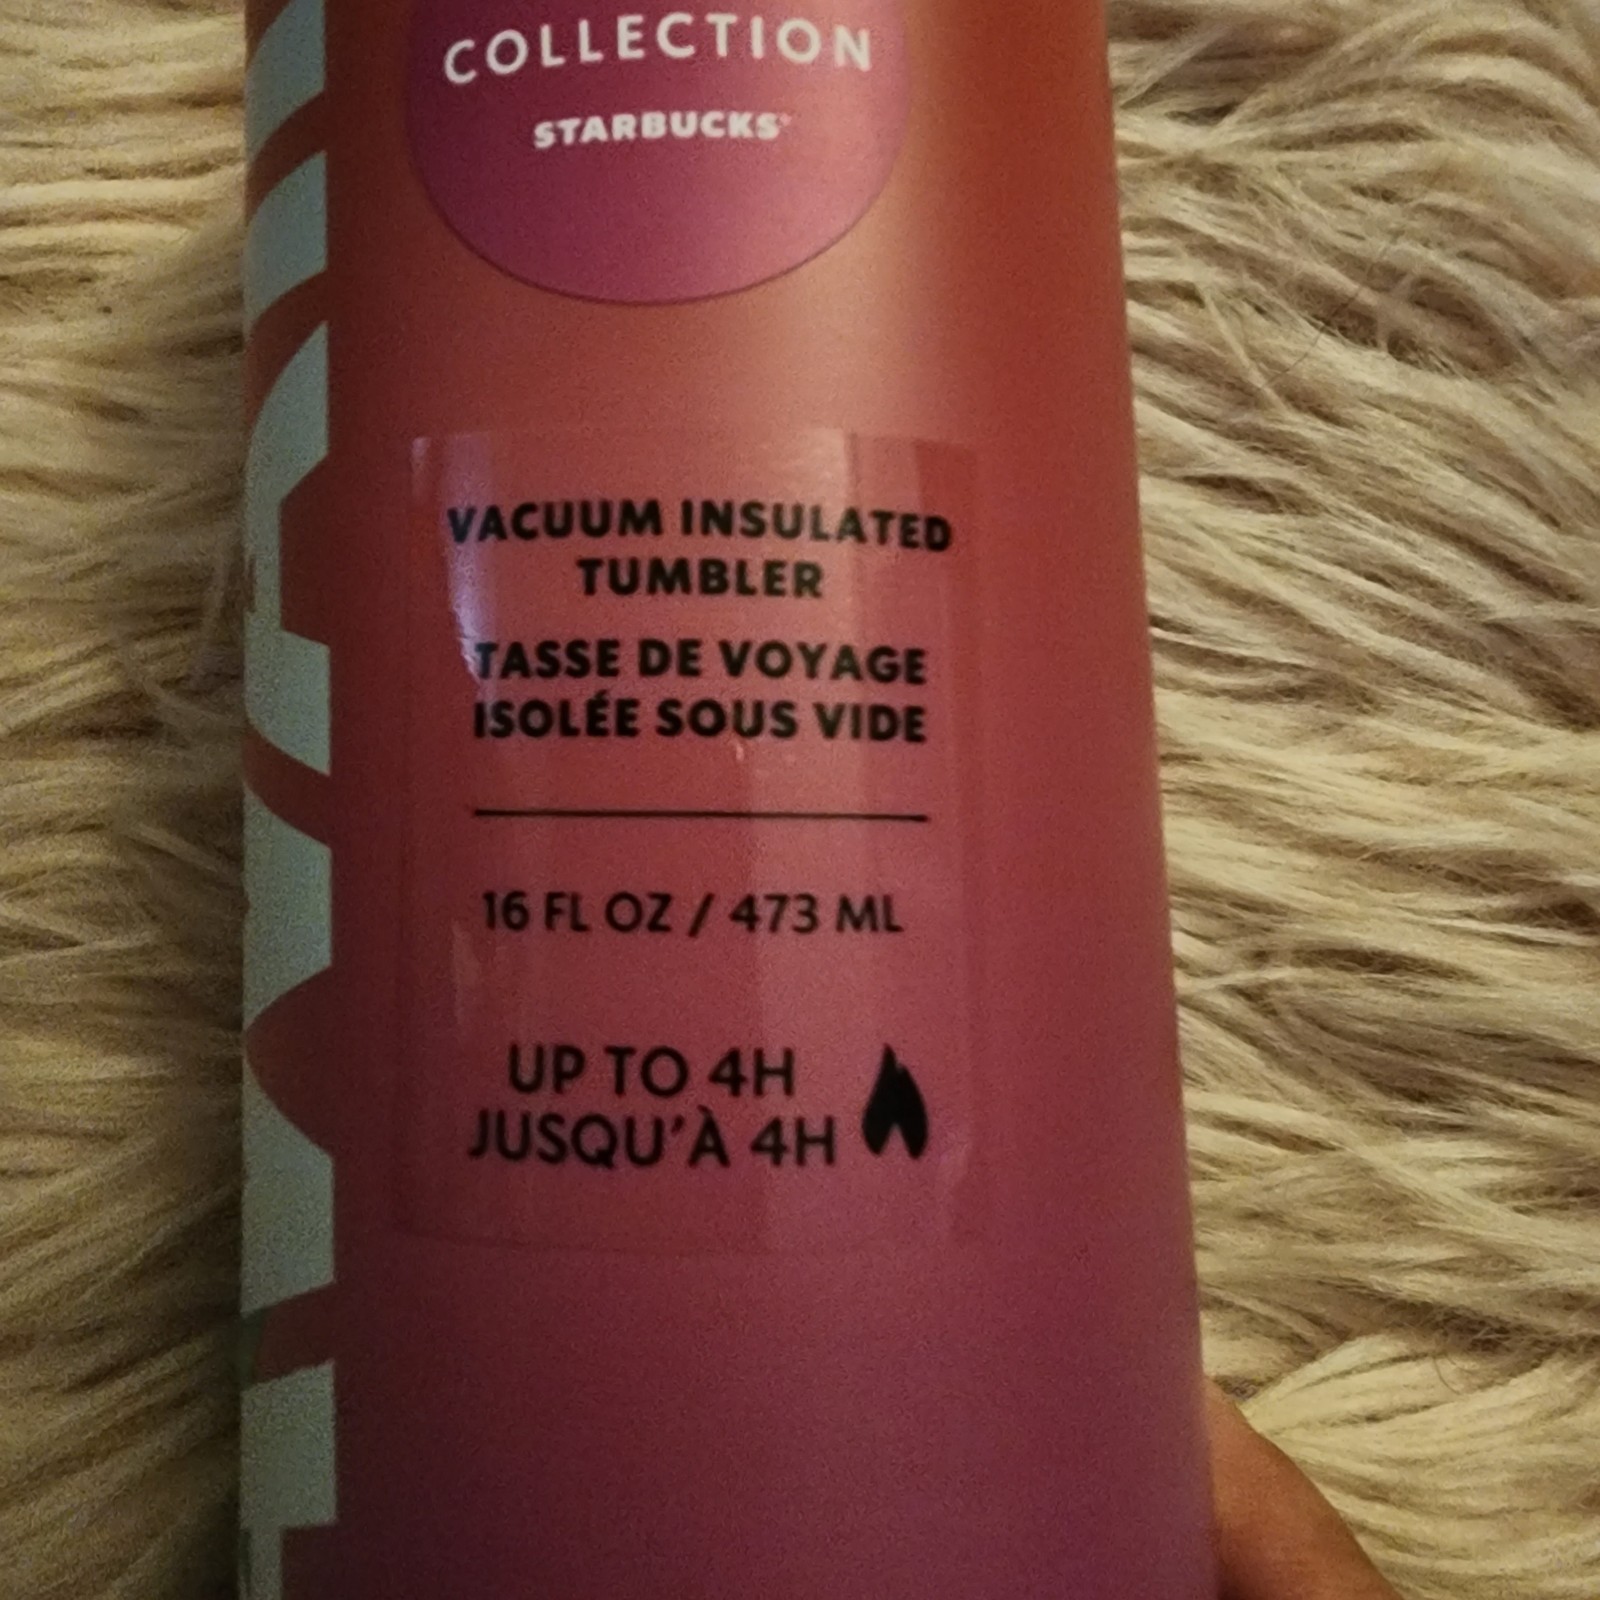 COLLECTION
STARBUCKS
VACUUM INSULATED
TUMBLER
TASSE DE VOYAGE
ISOLÉE SOUS VIDE
16 FL OZ / 473 ML
UP TO 4H
JUSQU'À 4H